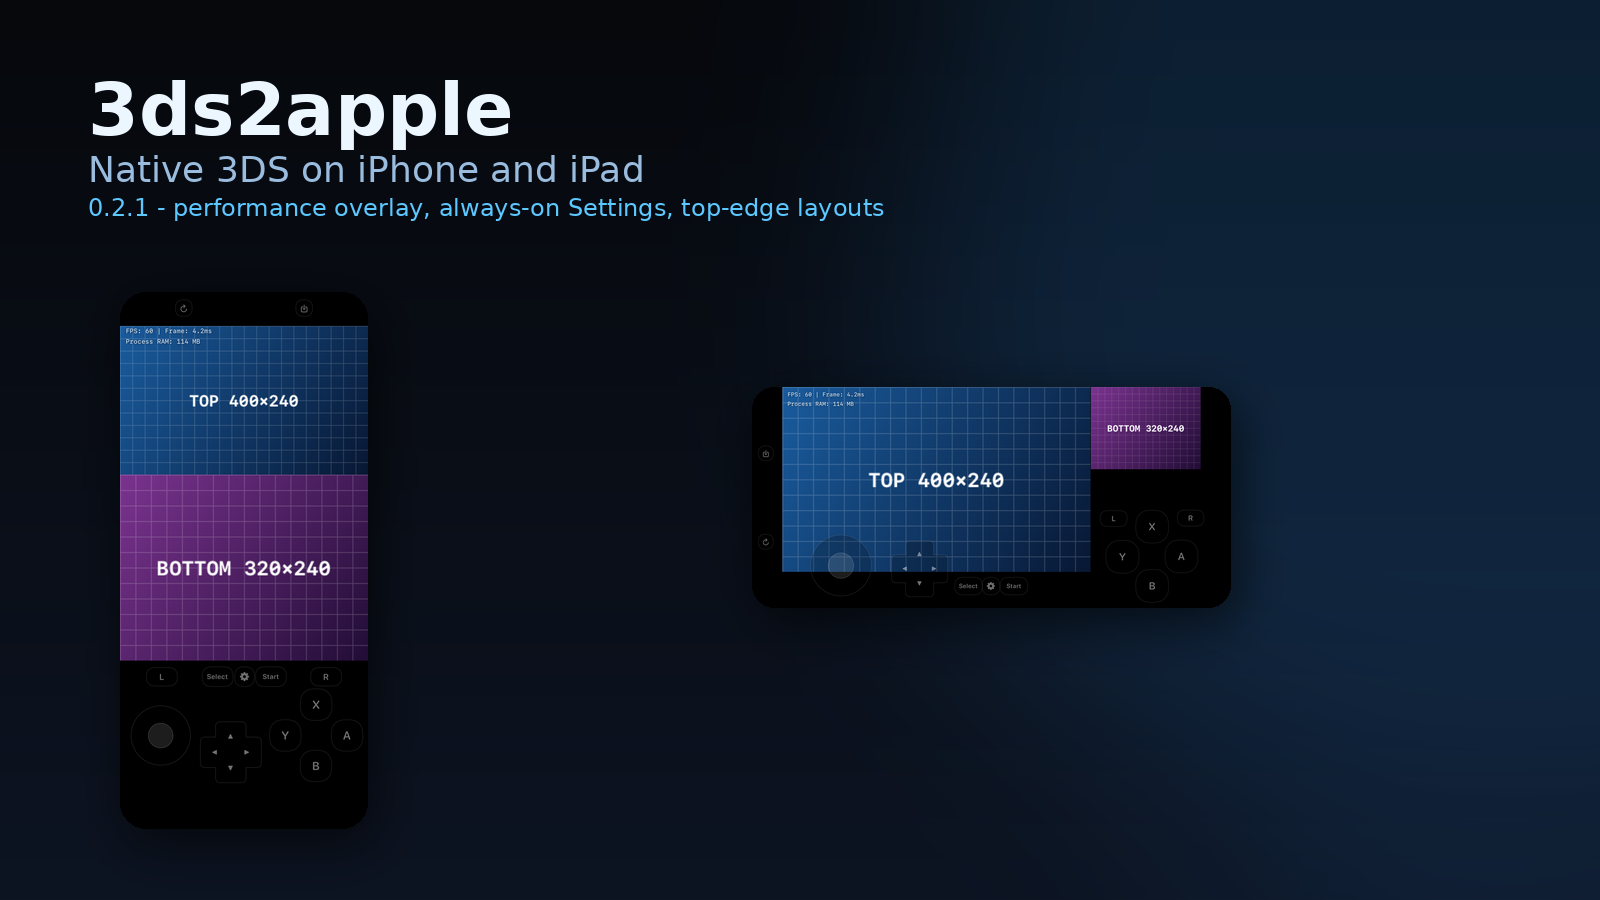 3ds2apple
Native 3DS on iPhone and iPad
0.2.1 - performance overlay, always-on Settings, top-edge layouts
FPS: 60 | Frame: 4.2ms
Process RAM: 114 MB
TOP 400×240
BOTTOM 320×240
L Select Start R
X
Y A
B
FPS: 60 | Frame: 4.2ms
Process RAM: 114 MB
TOP 400×240
BOTTOM 320×240
L R
X
Y A
Select Start B